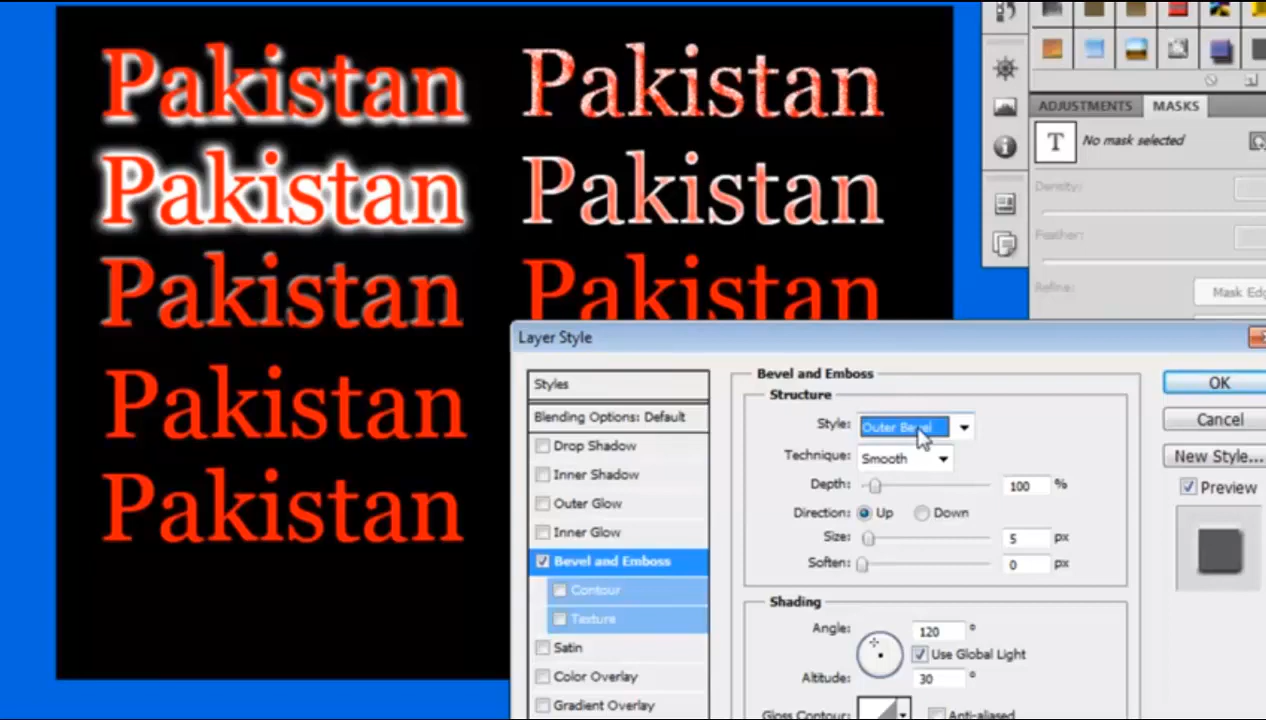 Pakistan
Pakistan
Pakistan
Pakistan
Pakistan
Pakistan
Pakistan
Pakistan
ADJUSTMENTS
MASKS
T
No mask selected
Density:
Feather:
Refine:
Mask Edg
Layer Style
Styles
Blending Options: Default
Drop Shadow
Inner Shadow
Outer Glow
Inner Glow
Bevel and Emboss
Contour
Texture
Satin
Color Overlay
Gradient Overlay
Bevel and Emboss
Structure
Style: Outer Bevel
Technique: Smooth
Depth: 100 %
Direction: Up Down
Size: 5 px
Soften: 0 px
Shading
Angle: 120 °
Use Global Light
Altitude: 30 °
Gloss Contour: Anti-aliased
OK
Cancel
New Style...
Preview